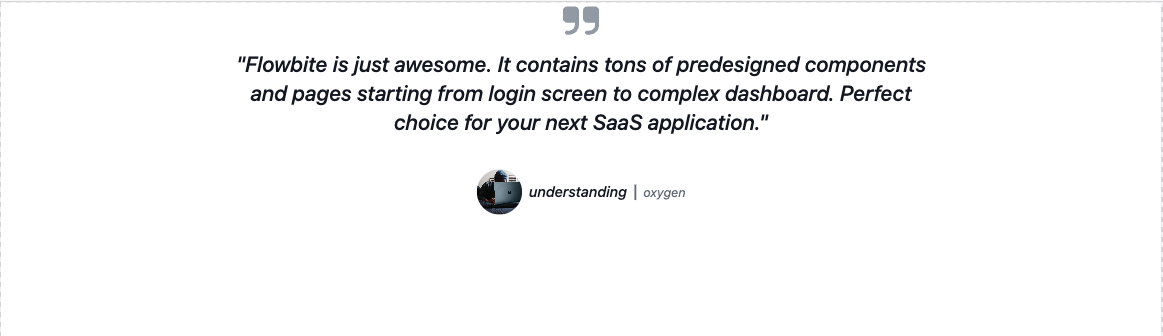 "Flowbite is just awesome. It contains tons of predesigned components
and pages starting from login screen to complex dashboard. Perfect
choice for your next SaaS application."
understanding | oxygen